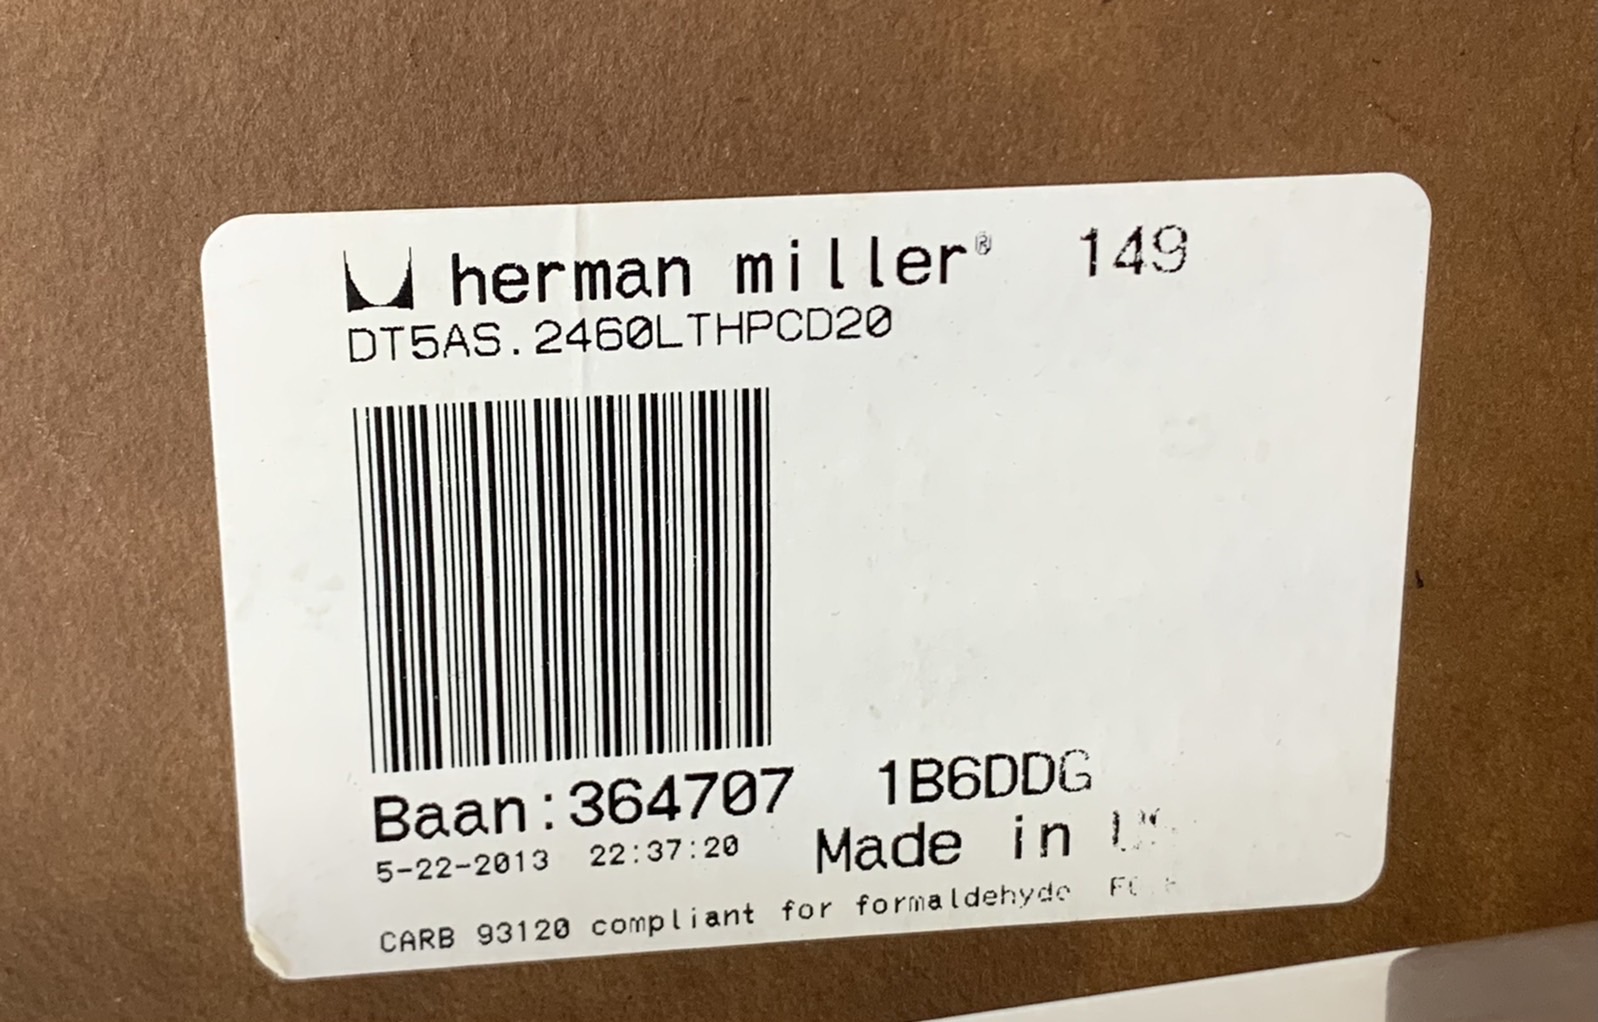 herman miller® 149
DT5AS.2460LTHPCD20
Baan:364707 1B6DDG
5-22-2013 22:37:20 Made in
CARB 93120 compliant for formaldehyde